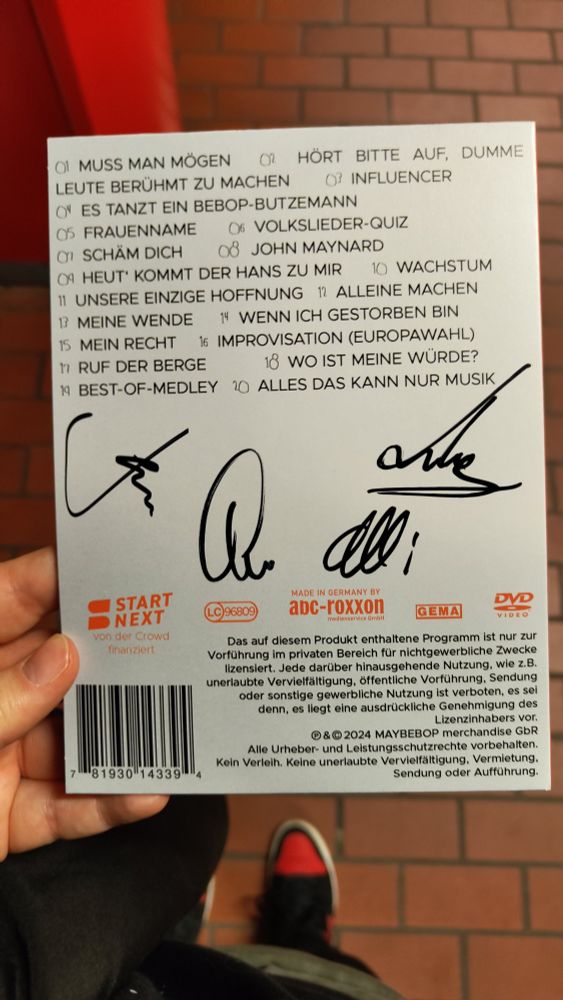 01 MUSS MAN MÖGEN 02 HÖRT BITTE AUF, DUMME
LEUTE BERÜHMT ZU MACHEN 03 INFLUENCER
04 ES TANZT EIN BEBOP-BUTZEMANN
05 FRAUENNAME 06 VOLKSLIEDER-QUIZ
07 SCHÄM DICH 08 JOHN MAYNARD
09 HEUT' KOMMT DER HANS ZU MIR 10 WACHSTUM
11 UNSERE EINZIGE HOFFNUNG 12 ALLEINE MACHEN
13 MEINE WENDE 14 WENN ICH GESTORBEN BIN
15 MEIN RECHT 16 IMPROVISATION (EUROPAWAHL)
17 RUF DER BERGE 18 WO IST MEINE WÜRDE?
19 BEST-OF-MEDLEY 20 ALLES DAS KANN NUR MUSIK
START
NEXT
von der Crowd
finanziert
LC 96809
MADE IN GERMANY BY
abc-roxxon
medienservice GmbH
GEMA
DVD
VIDEO
Das auf diesem Produkt enthaltene Programm ist nur zur
Vorführung im privaten Bereich für nichtgewerbliche Zwecke
lizensiert. Jede darüber hinausgehende Nutzung, wie z.B.
unerlaubte Vervielfältigung, öffentliche Vorführung, Sendung
oder sonstige gewerbliche Nutzung ist verboten, es sei
denn, es liegt eine ausdrückliche Genehmigung des
Lizenzinhabers vor.
℗&© 2024 MAYBEBOP merchandise GbR
Alle Urheber- und Leistungsschutzrechte vorbehalten.
Kein Verleih. Keine unerlaubte Vervielfältigung, Vermietung,
Sendung oder Aufführung.
7 81930 14339 4